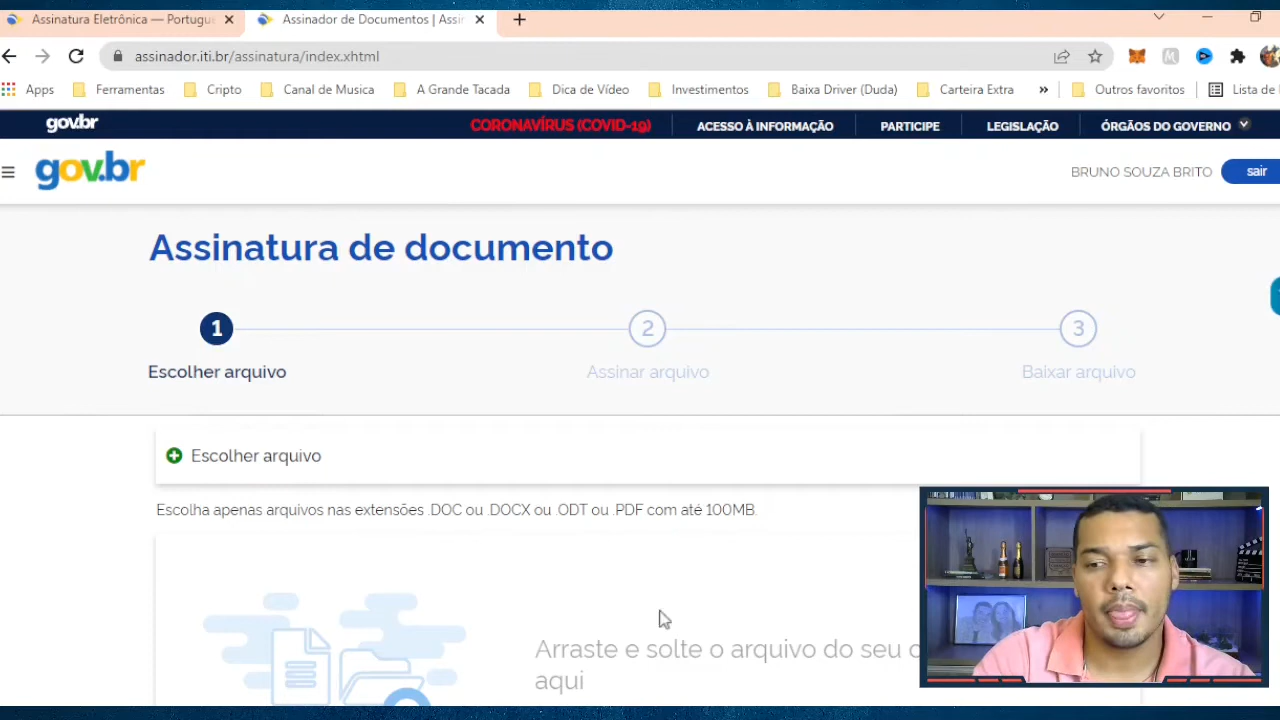 Assinatura Eletrônica — Portugu
Assinador de Documentos | Assi
assinador.iti.br/assinatura/index.xhtml
Apps Ferramentas Cripto Canal de Musica A Grande Tacada Dica de Vídeo Investimentos Baixa Driver (Duda) Carteira Extra » Outros favoritos Lista de
gov.br CORONAVÍRUS (COVID-19) ACESSO À INFORMAÇÃO PARTICIPE LEGISLAÇÃO ÓRGÃOS DO GOVERNO
gov.br BRUNO SOUZA BRITO sair
Assinatura de documento
1 2 3
Escolher arquivo Assinar arquivo Baixar arquivo
Escolher arquivo
Escolha apenas arquivos nas extensões .DOC ou .DOCX ou .ODT ou .PDF com até 100MB.
Arraste e solte o arquivo do seu
aqui